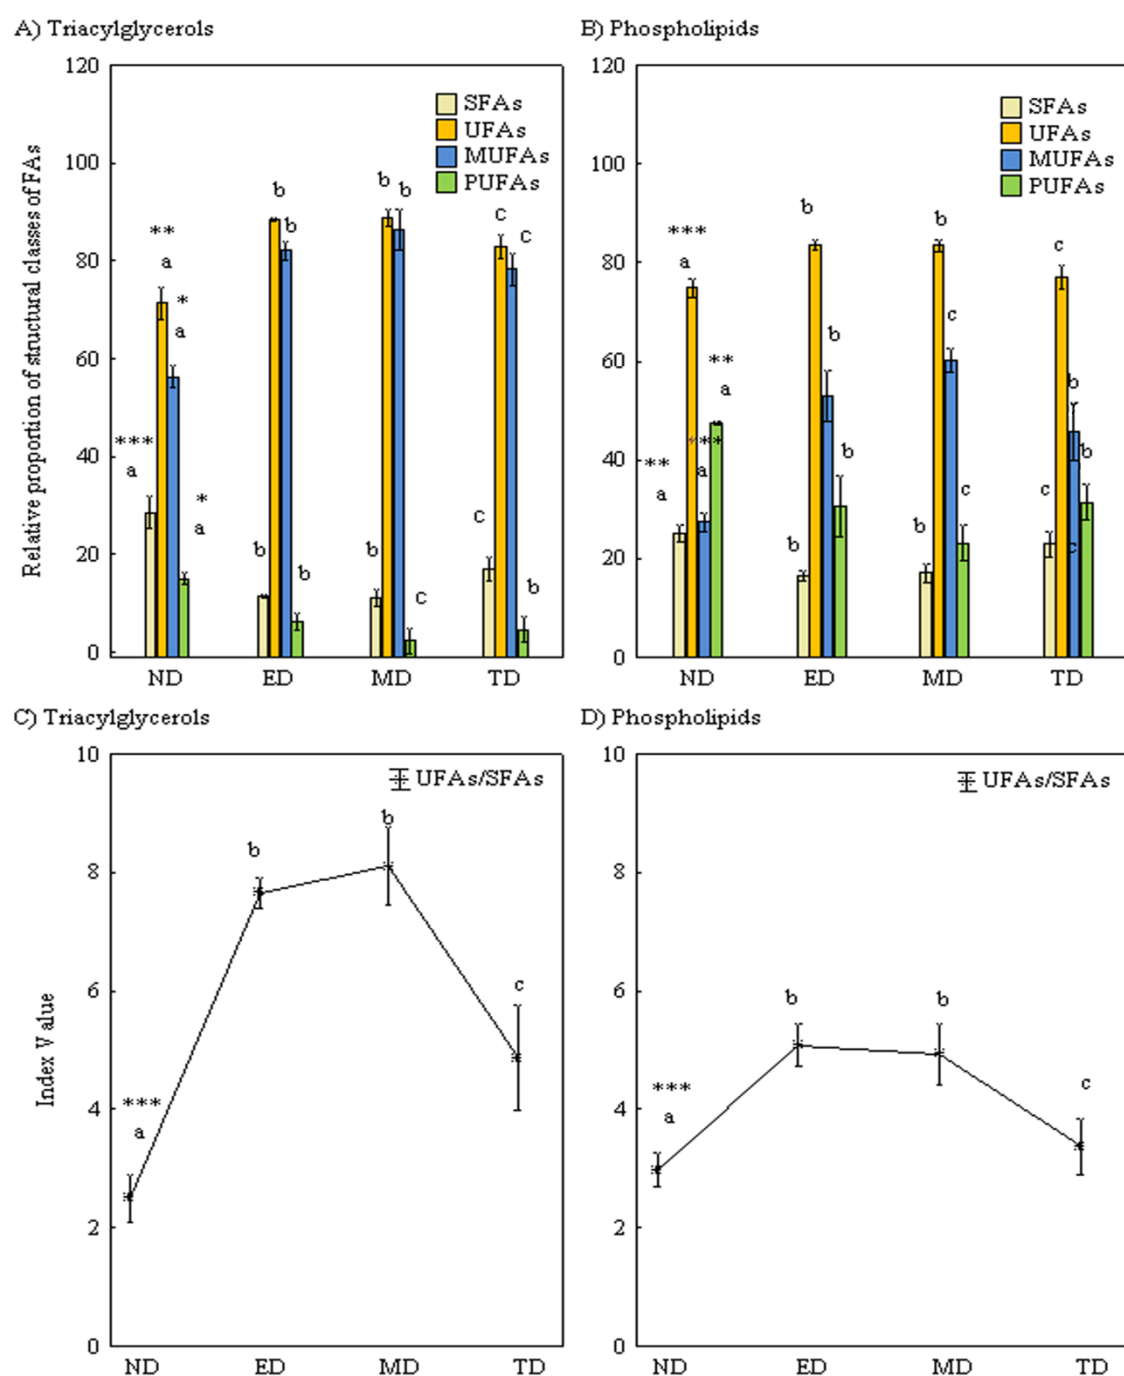 A) Triacylglycerols
120
100
80
60
40
20
0
Relative proportion of structural classes of FAs
SFAs
UFAs
MUFAs
PUFAs
**
a
*
a
***
a
*
a
b
b
b
b
b
b
b
c
c
c
c
b
ND
ED
MD
TD
B) Phospholipids
120
100
80
60
40
20
0
SFAs
UFAs
MUFAs
PUFAs
***
a
**
a
***
a
**
a
b
b
b
b
b
c
b
c
c
b
c
b
c
ND
ED
MD
TD
C) Triacylglycerols
10
8
6
4
2
0
Index Value
UFAs/SFAs
***
a
b
b
c
ND
ED
MD
TD
D) Phospholipids
10
8
6
4
2
0
UFAs/SFAs
***
a
b
b
c
ND
ED
MD
TD